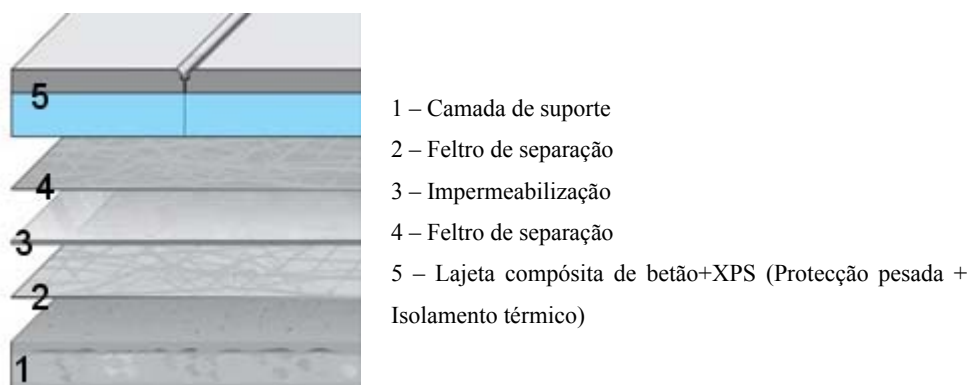 5
4
3
2
1
1 – Camada de suporte
2 – Feltro de separação
3 – Impermeabilização
4 – Feltro de separação
5 – Lajeta compósita de betão+XPS (Protecção pesada +
Isolamento térmico)